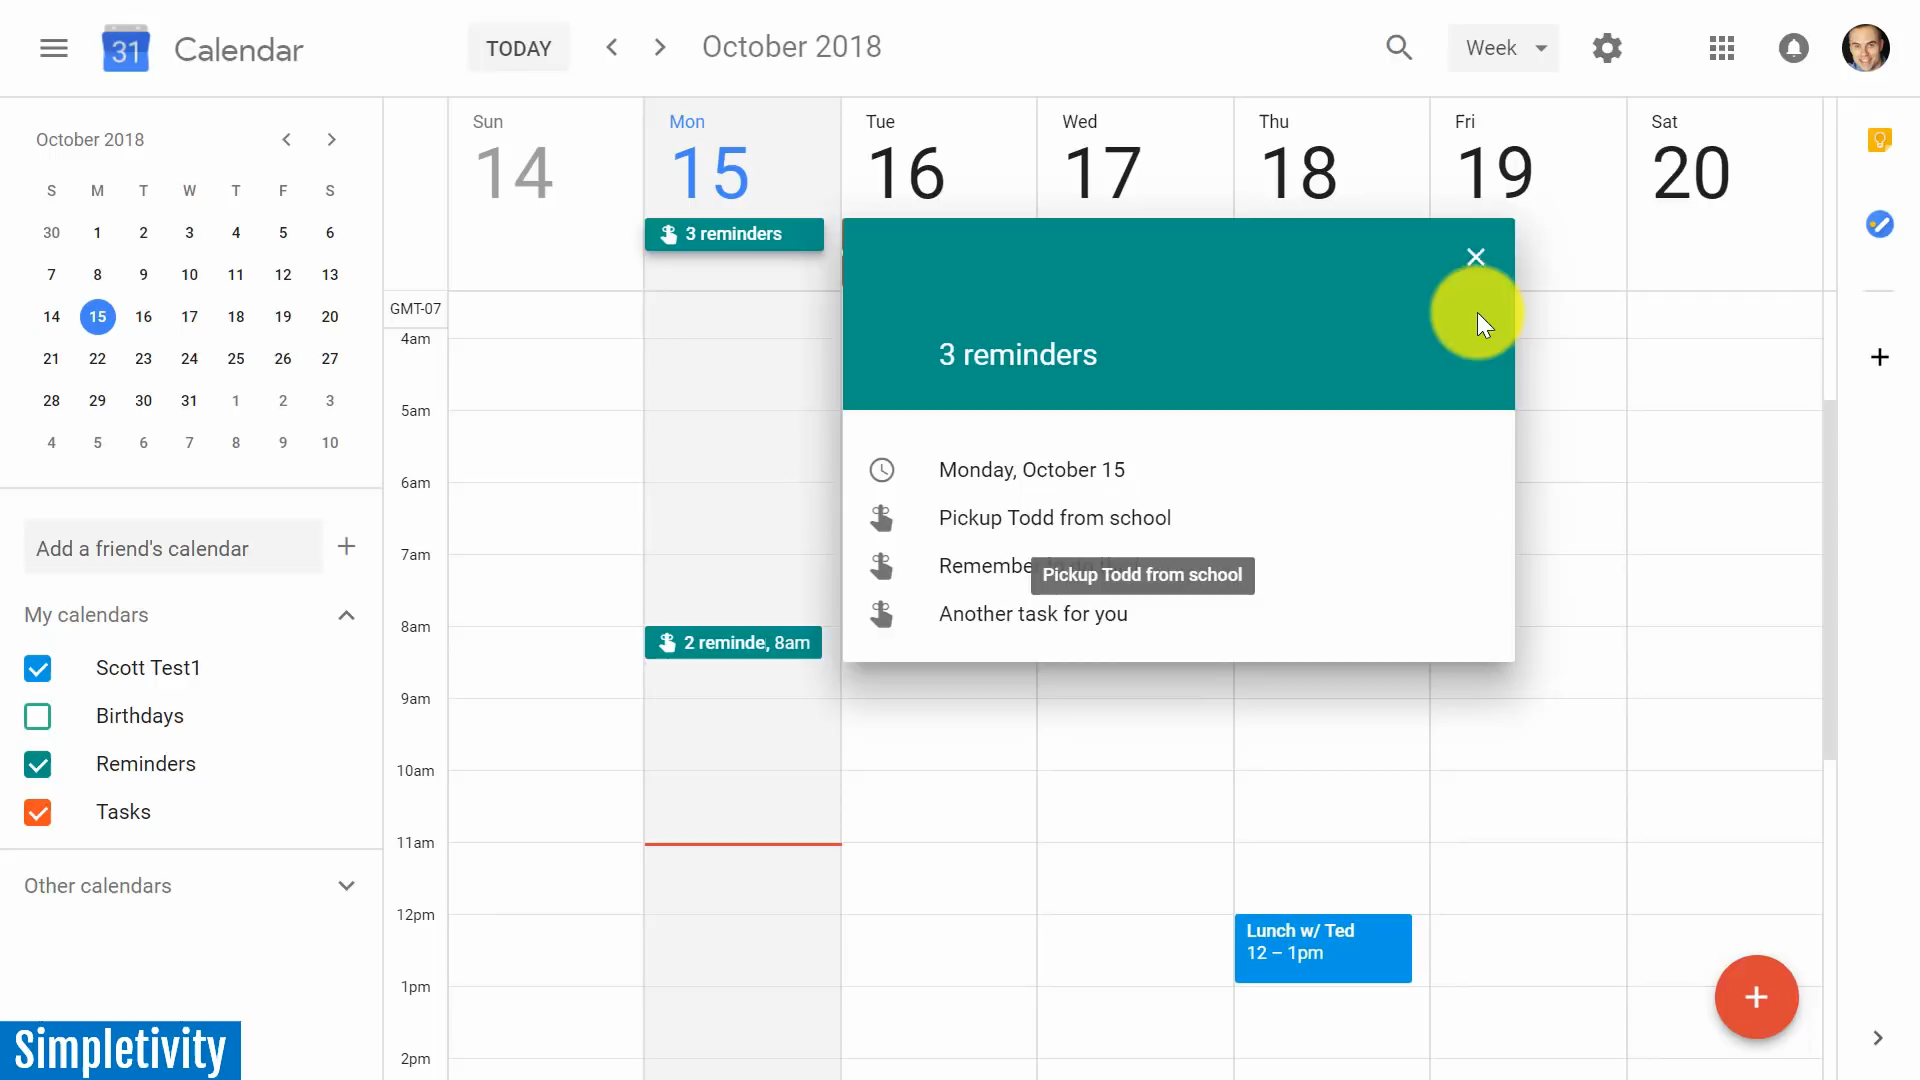 31 Calendar
TODAY
October 2018
Week
October 2018
S M T W T F S
30 1 2 3 4 5 6
7 8 9 10 11 12 13
14 15 16 17 18 19 20
21 22 23 24 25 26 27
28 29 30 31 1 2 3
4 5 6 7 8 9 10
Add a friend's calendar
My calendars
Scott Test1
Birthdays
Reminders
Tasks
Other calendars
Simpletivity
Sun Mon Tue Wed Thu Fri Sat
14 15 16 17 18 19 20
3 reminders
GMT-07
4am
5am
6am
7am
8am
9am
10am
11am
12pm
1pm
2pm
2 reminde, 8am
3 reminders
Monday, October 15
Pickup Todd from school
Remember
Pickup Todd from school
Another task for you
Lunch w/ Ted
12 – 1pm